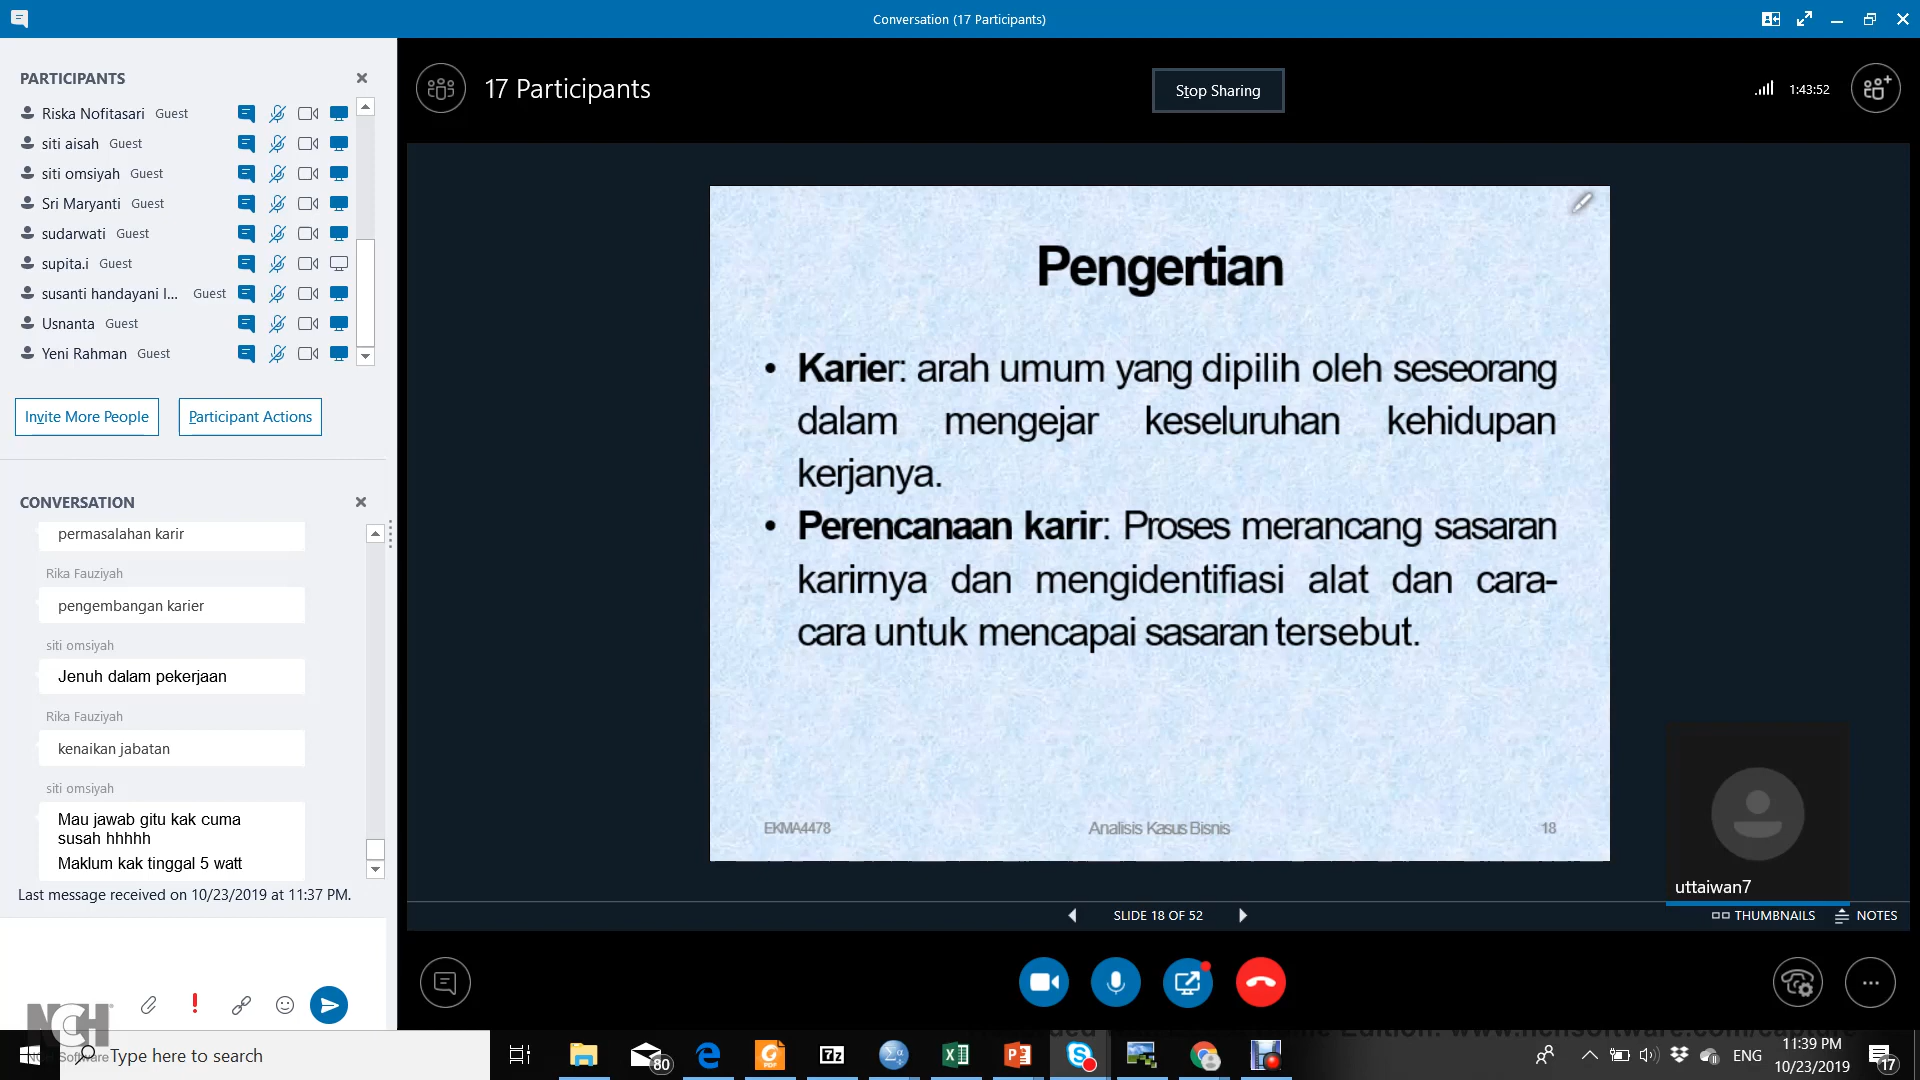 Conversation (17 Participants)
PARTICIPANTS
Riska Nofitasari Guest
siti aisah Guest
siti omsiyah Guest
Sri Maryanti Guest
sudarwati Guest
supita.i Guest
susanti handayani l... Guest
Usnanta Guest
Yeni Rahman Guest
Invite More People
Participant Actions
CONVERSATION
permasalahan karir
Rika Fauziyah
pengembangan karier
siti omsiyah
Jenuh dalam pekerjaan
Rika Fauziyah
kenaikan jabatan
siti omsiyah
Mau jawab gitu kak cuma
susah hhhhh
Maklum kak tinggal 5 watt
Last message received on 10/23/2019 at 11:37 PM.
17 Participants
Stop Sharing
1:43:52
Pengertian
• Karier: arah umum yang dipilih oleh seseorang
dalam mengejar keseluruhan kehidupan
kerjanya.
• Perencanaan karir: Proses merancang sasaran
karirnya dan mengidentifiasi alat dan cara-
cara untuk mencapai sasaran tersebut.
EKMA4478 Analisis Kasus Bisnis 18
uttaiwan7
SLIDE 18 OF 52
THUMBNAILS
NOTES
NCH
Software
Type here to search
80
PDF
7z
ENG
11:39 PM
10/23/2019
17